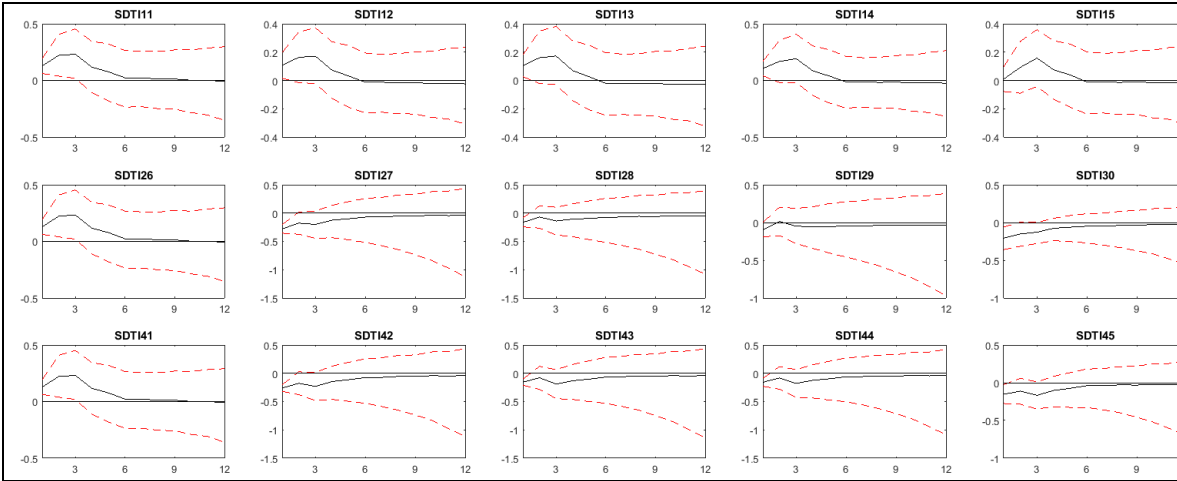 SDTI11 SDTI12 SDTI13 SDTI14 SDTI15
0.5 0.4 0.4 0.5 0.4
0.2 0.2 0.2
0 0 0 0 0
-0.2 -0.2 -0.2
-0.5 0.4 0.4 -0.5 0.4
3 6 9 12 3 6 9 12 3 6 9 12 3 6 9 12 3 6 9
SDTI26 SDTI27 SDTI28 SDTI29 SDTI30
0.5 0.5 0.5 0.5 0.5
0 0 0 0 0
-0.5 -0.5 -0.5 -0.5
-1 -1
-0.5 -1.5 -1.5 -1 -1
3 6 9 12 3 6 9 12 3 6 9 12 3 6 9 12 3 6 9
SDTI41 SDTI42 SDTI43 SDTI44 SDTI45
0.5 0.5 0.5 0.5 0.5
0 0 0 0 0
-0.5 -0.5 -0.5 -0.5
-1 -1 -1
-0.5 -1.5 -1.5 -1.5 -1
3 6 9 12 3 6 9 12 3 6 9 12 3 6 9 12 3 6 9